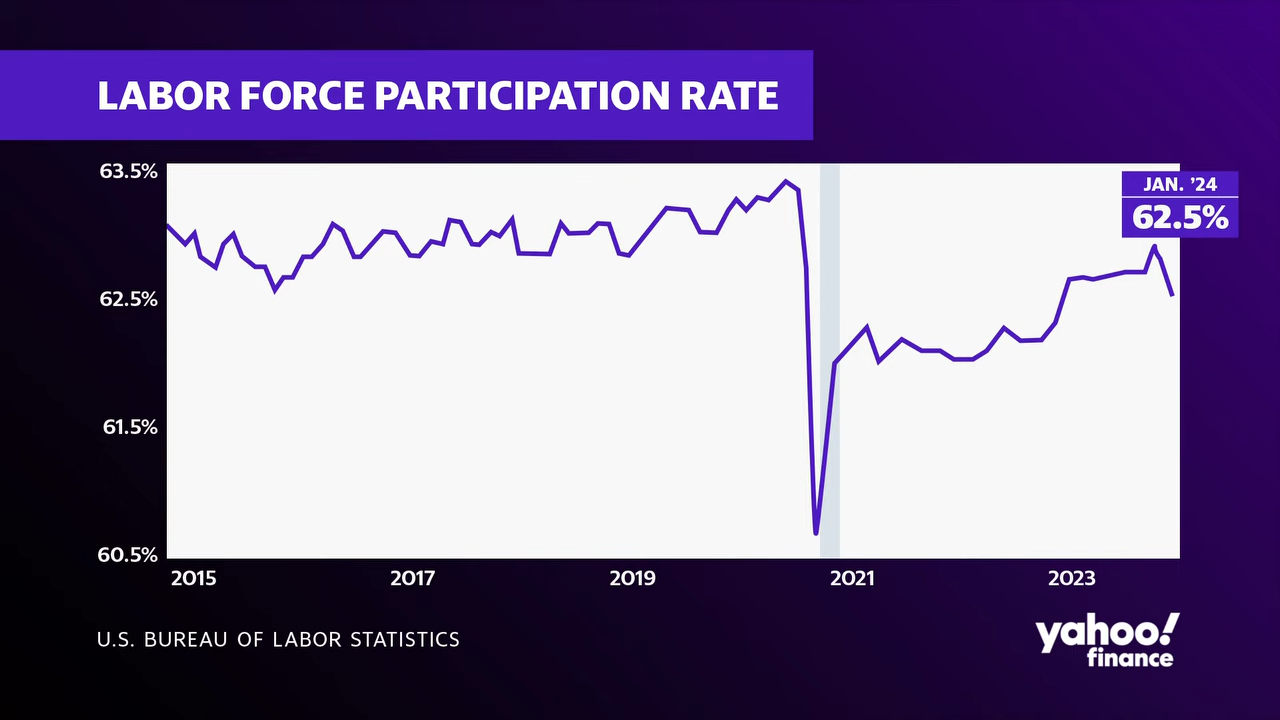 LABOR FORCE PARTICIPATION RATE
63.5%
JAN. ’24
62.5%
62.5%
61.5%
60.5%
2015 2017 2019 2021 2023
U.S. BUREAU OF LABOR STATISTICS
yahoo!
finance